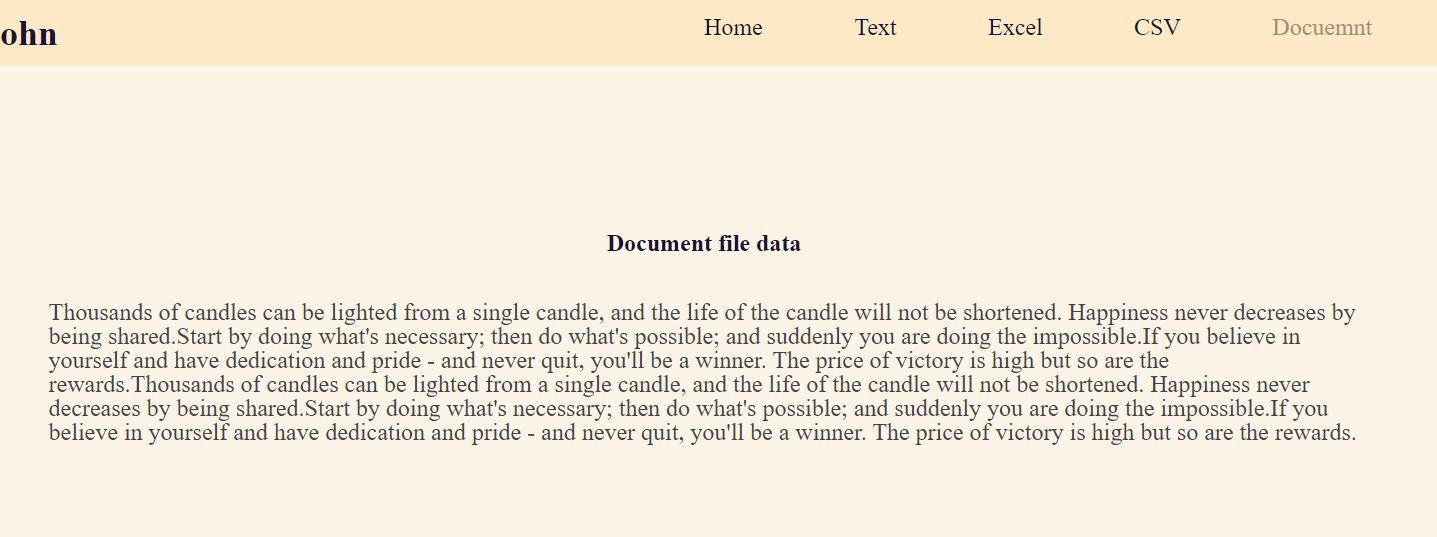 ohn
Home Text Excel CSV Docuemnt
Document file data
Thousands of candles can be lighted from a single candle, and the life of the candle will not be shortened. Happiness never decreases by
being shared.Start by doing what's necessary; then do what's possible; and suddenly you are doing the impossible.If you believe in
yourself and have dedication and pride - and never quit, you'll be a winner. The price of victory is high but so are the
rewards.Thousands of candles can be lighted from a single candle, and the life of the candle will not be shortened. Happiness never
decreases by being shared.Start by doing what's necessary; then do what's possible; and suddenly you are doing the impossible.If you
believe in yourself and have dedication and pride - and never quit, you'll be a winner. The price of victory is high but so are the rewards.